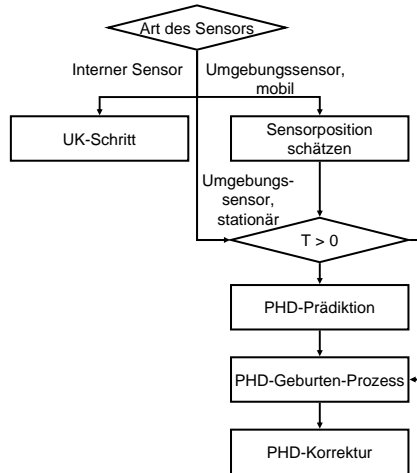 Art des Sensors
Interner Sensor
Umgebungssensor,
mobil
UK-Schritt
Sensorposition
schätzen
Umgebungs-
sensor,
stationär
T > 0
PHD-Prädiktion
PHD-Geburten-Prozess
PHD-Korrektur